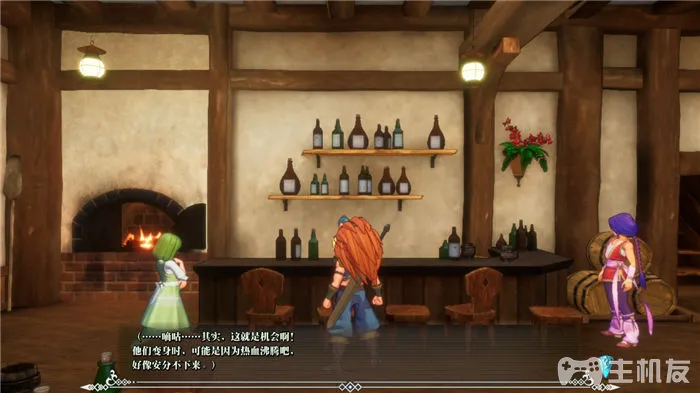 （……嘀咕……其实，这就是机会啊！
他们变身时，可能是因为热血沸腾吧。
好像安分不下来。）
主机友